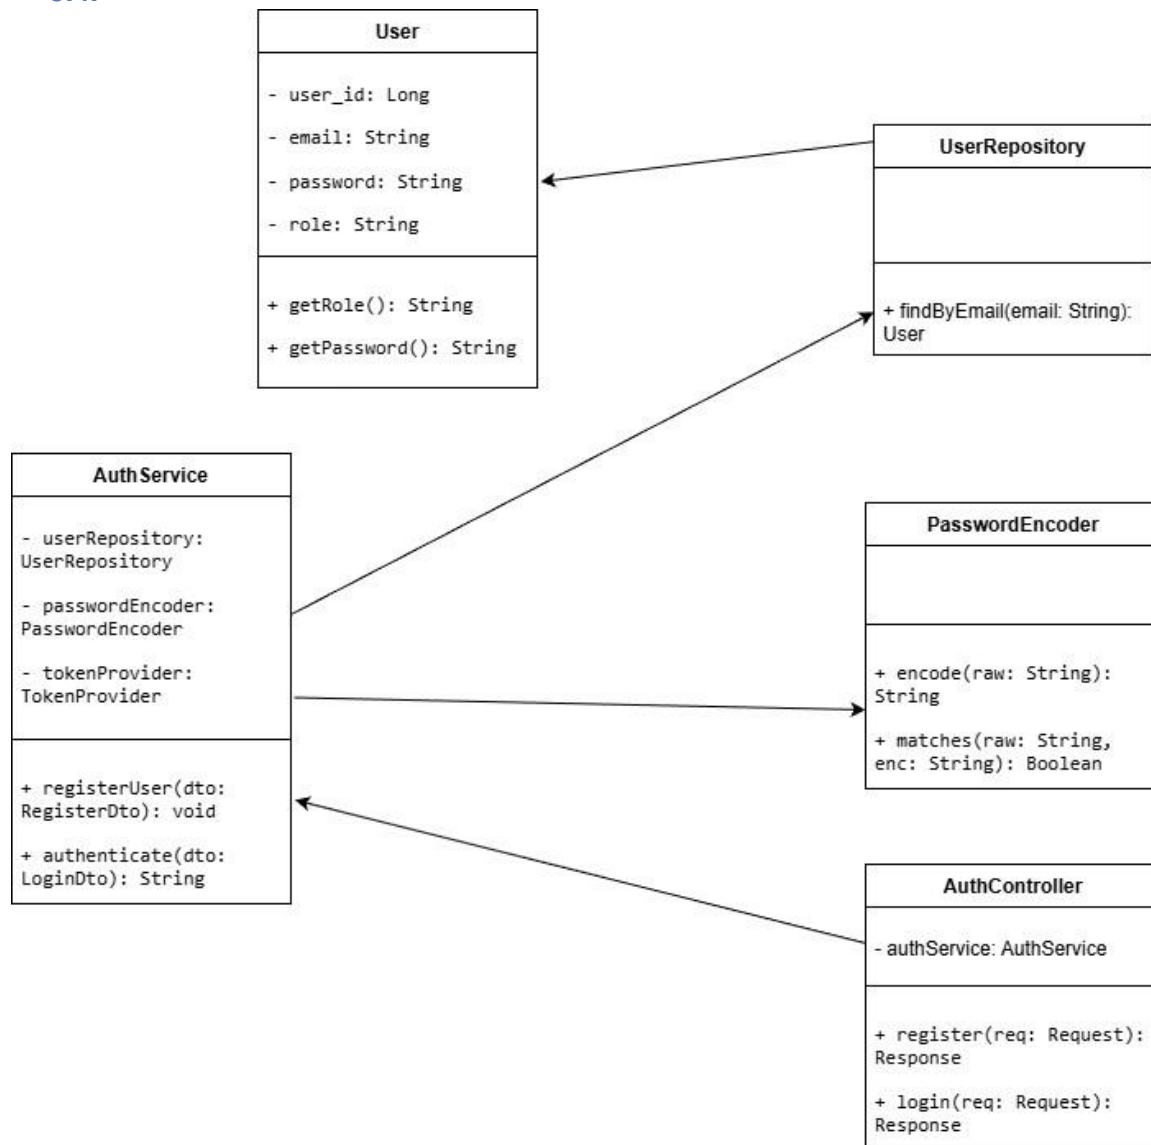 User
- user_id: Long
- email: String
- password: String
- role: String
+ getRole(): String
+ getPassword(): String
UserRepository
+ findByEmail(email: String):
User
AuthService
- userRepository:
UserRepository
- passwordEncoder:
PasswordEncoder
- tokenProvider:
TokenProvider
+ registerUser(dto:
RegisterDto): void
+ authenticate(dto:
LoginDto): String
PasswordEncoder
+ encode(raw: String):
String
+ matches(raw: String,
enc: String): Boolean
AuthController
- authService: AuthService
+ register(req: Request):
Response
+ login(req: Request):
Response